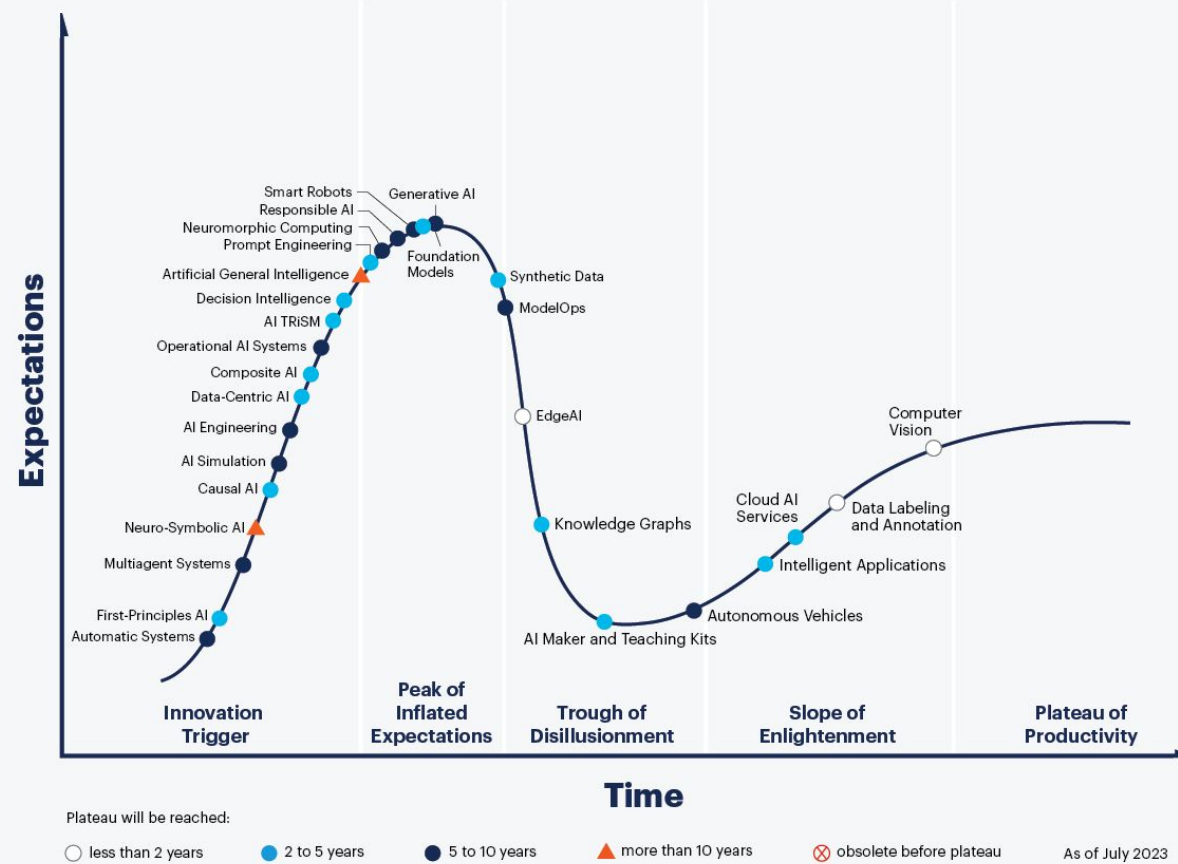 Expectations
Smart Robots
Responsible AI
Neuromorphic Computing
Prompt Engineering
Artificial General Intelligence
Decision Intelligence
AI TRiSM
Operational AI Systems
Composite AI
Data-Centric AI
AI Engineering
AI Simulation
Causal AI
Neuro-Symbolic AI
Multiagent Systems
First-Principles AI
Automatic Systems
Generative AI
Foundation
Models
Synthetic Data
ModelOps
EdgeAI
Knowledge Graphs
AI Maker and Teaching Kits
Autonomous Vehicles
Intelligent Applications
Cloud AI
Services
Data Labeling
and Annotation
Computer
Vision
Innovation
Trigger
Peak of
Inflated
Expectations
Trough of
Disillusionment
Slope of
Enlightenment
Plateau of
Productivity
Time
Plateau will be reached:
less than 2 years
2 to 5 years
5 to 10 years
more than 10 years
obsolete before plateau
As of July 2023